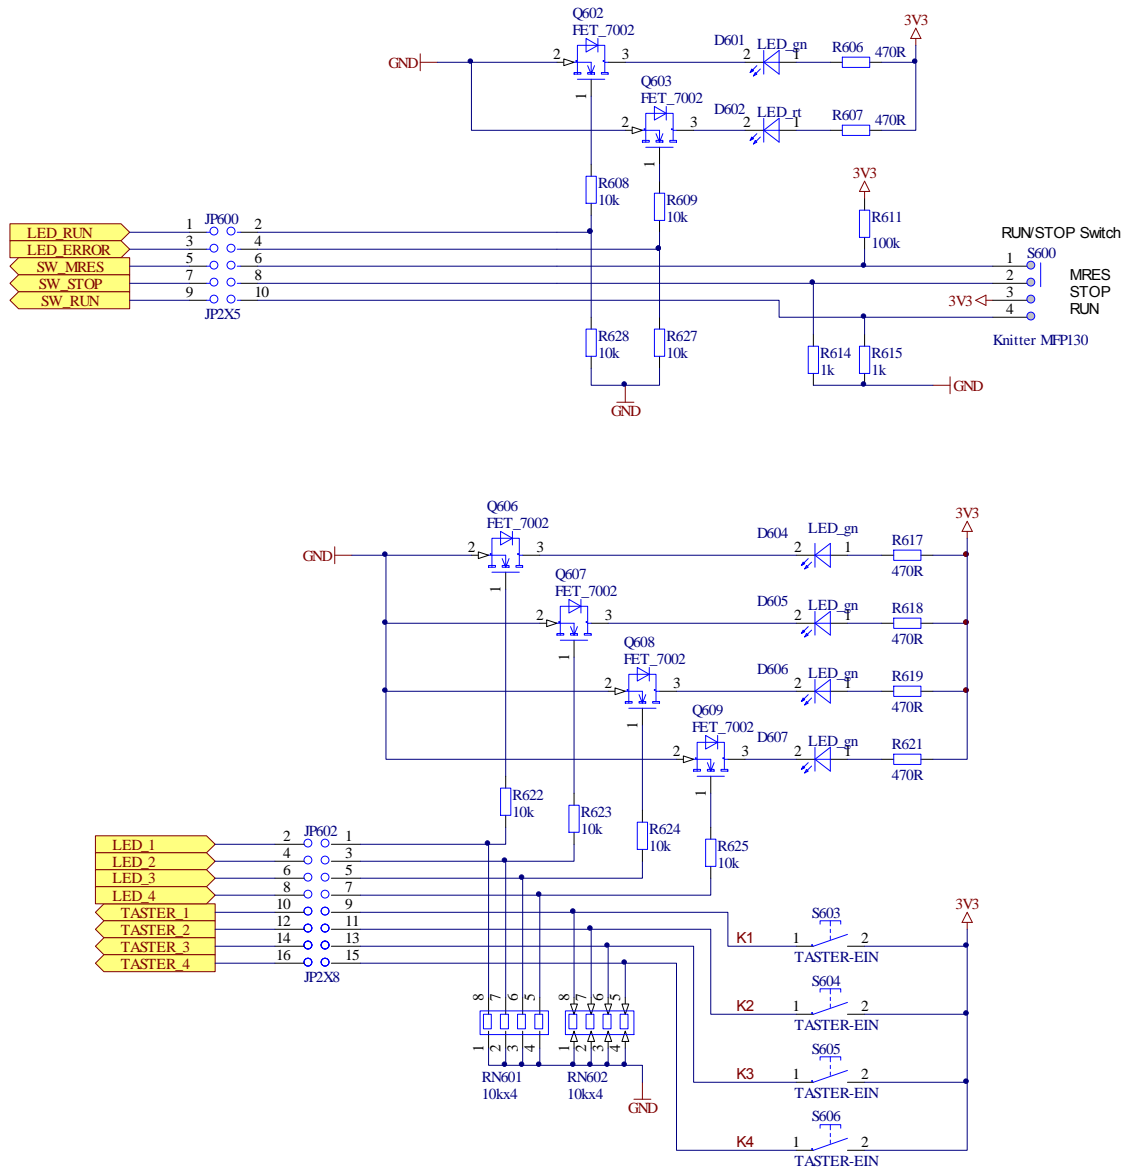 Q602
FET_7002
3V3
D601 LED_gn
R606 470R
GND 2 3 2 1
1
Q603
FET_7002
D602 LED_rt
R607 470R
2 3 2 1
1
R608
10k
R609
10k
3V3
R611
100k
JP600
LED_RUN 1 2
LED_ERROR 3 4
SW_MRES 5 6
SW_STOP 7 8
SW_RUN 9 10
JP2X5
RUN/STOP Switch
S600
1 MRES
2 STOP
3V3 3 RUN
4
Knitter MFP130
R628
10k
R627
10k
R614
1k
R615
1k
GND
GND
Q606
FET_7002
3V3
D604 LED_gn
R617
470R
GND 2 3 2 1
1
Q607
FET_7002
D605 LED_gn
R618
470R
2 3 2 1
1
Q608
FET_7002
D606 LED_gn
R619
470R
2 3 2 1
1
Q609
FET_7002
D607 LED_gn
R621
470R
2 3 2 1
1
R622
10k
R623
10k
R624
10k
R625
10k
JP602
LED_1 2 1
LED_2 4 3
LED_3 6 5
LED_4 8 7
TASTER_1 10 9
TASTER_2 12 11
TASTER_3 14 13
TASTER_4 16 15
JP2X8
3V3
S603
K1 1 2
TASTER-EIN
S604
K2 1 2
TASTER-EIN
S605
K3 1 2
TASTER-EIN
S606
K4 1 2
TASTER-EIN
8 7 6 5 8 7 6 5
1 2 3 4 1 2 3 4
RN601 RN602
10kx4 10kx4
GND